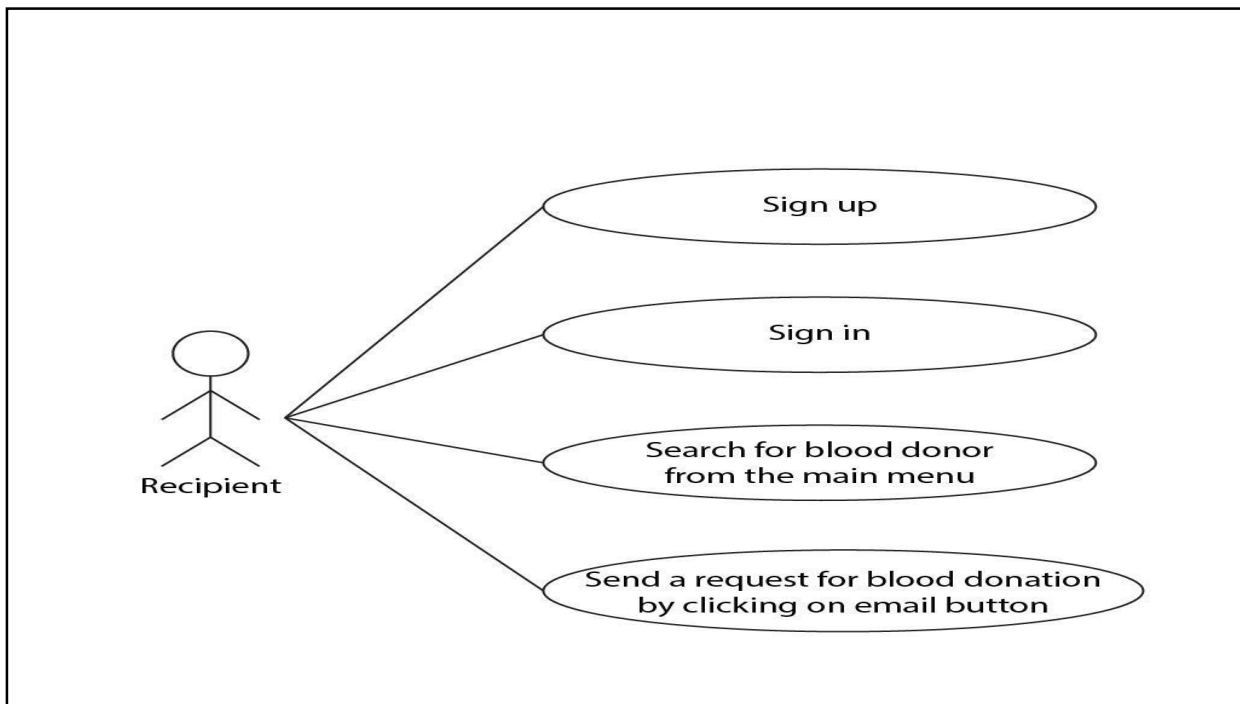 Sign up
Sign in
Search for blood donor
from the main menu
Recipient
Send a request for blood donation
by clicking on email button